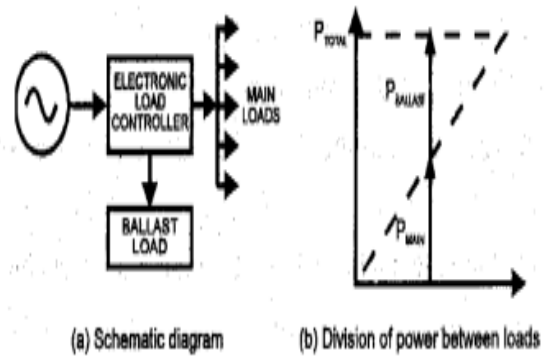 ELECTRONIC
LOAD
CONTROLLER
MAIN
LOADS
BALLAST
LOAD
(a) Schematic diagram
P TOTAL
P BALLAST
P MAIN
(b) Division of power between loads